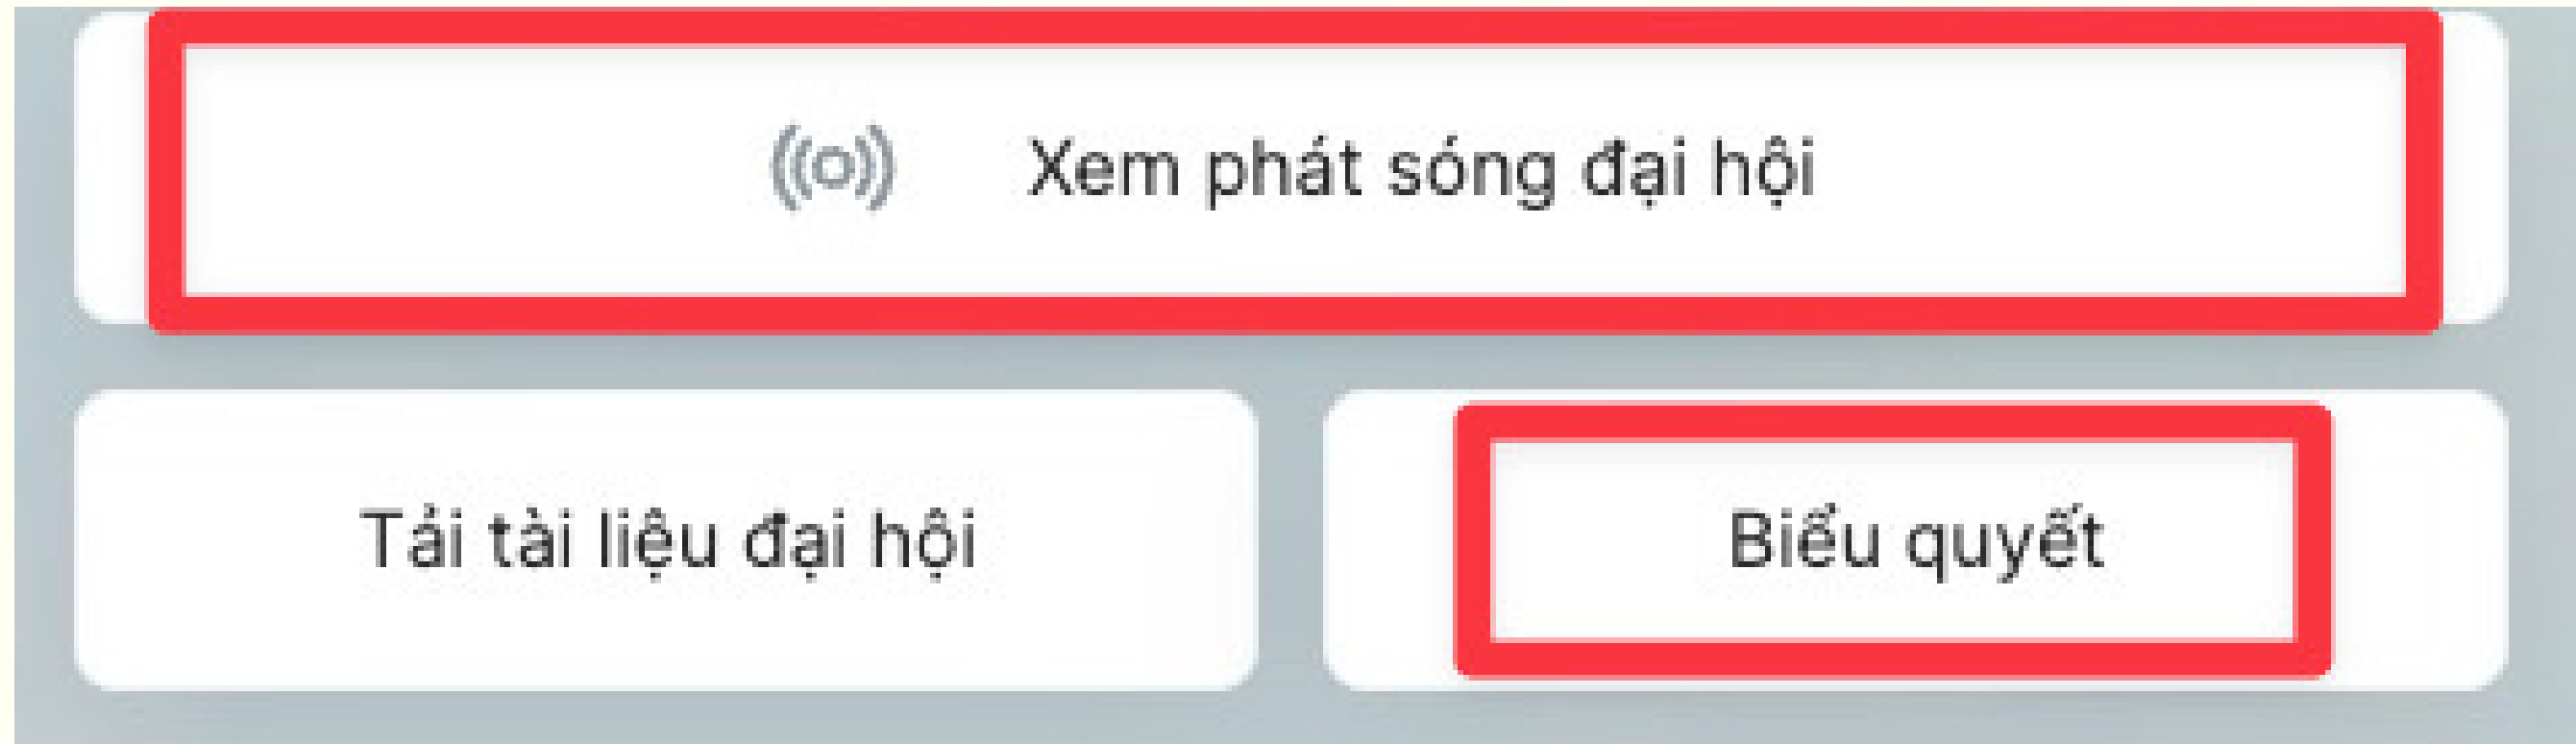 Xem phát sóng đại hội
Tải tài liệu đại hội
Biểu quyết